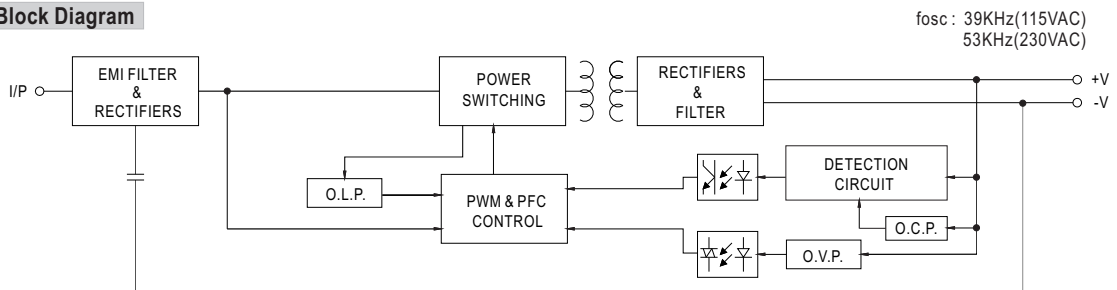 Block Diagram
fosc : 39KHz(115VAC)
53KHz(230VAC)
I/P
EMI FILTER
&
RECTIFIERS
POWER
SWITCHING
RECTIFIERS
&
FILTER
+V
-V
O.L.P.
PWM & PFC
CONTROL
DETECTION
CIRCUIT
O.C.P.
O.V.P.